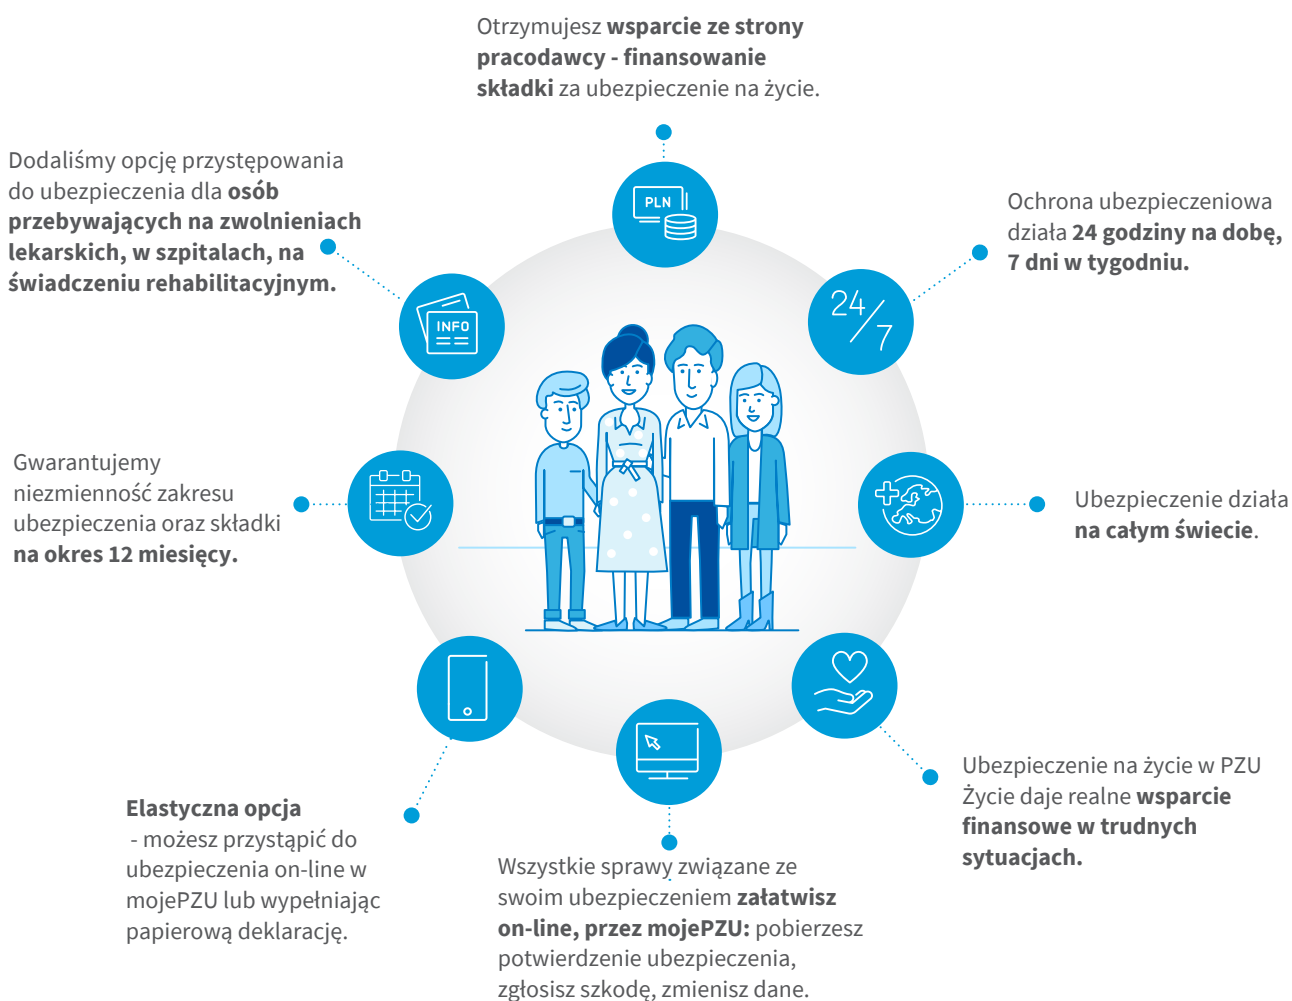 Otrzymujesz wsparcie ze strony
pracodawcy - finansowanie
składki za ubezpieczenie na życie.
PLN
Ochrona ubezpieczeniowa
działa 24 godziny na dobę,
7 dni w tygodniu.
24/7
Ubezpieczenie działa
na całym świecie.
Ubezpieczenie na życie w PZU
Życie daje realne wsparcie
finansowe w trudnych
sytuacjach.
Wszystkie sprawy związane ze
swoim ubezpieczeniem załatwisz
on-line, przez mojePZU: pobierzesz
potwierdzenie ubezpieczenia,
zgłosisz szkodę, zmienisz dane.
Elastyczna opcja
- możesz przystąpić do
ubezpieczenia on-line w
mojePZU lub wypełniając
papierową deklarację.
Gwarantujemy
niezmienność zakresu
ubezpieczenia oraz składki
na okres 12 miesięcy.
Dodaliśmy opcję przystępowania
do ubezpieczenia dla osób
przebywających na zwolnieniach
lekarskich, w szpitalach, na
świadczeniu rehabilitacyjnym.
INFO